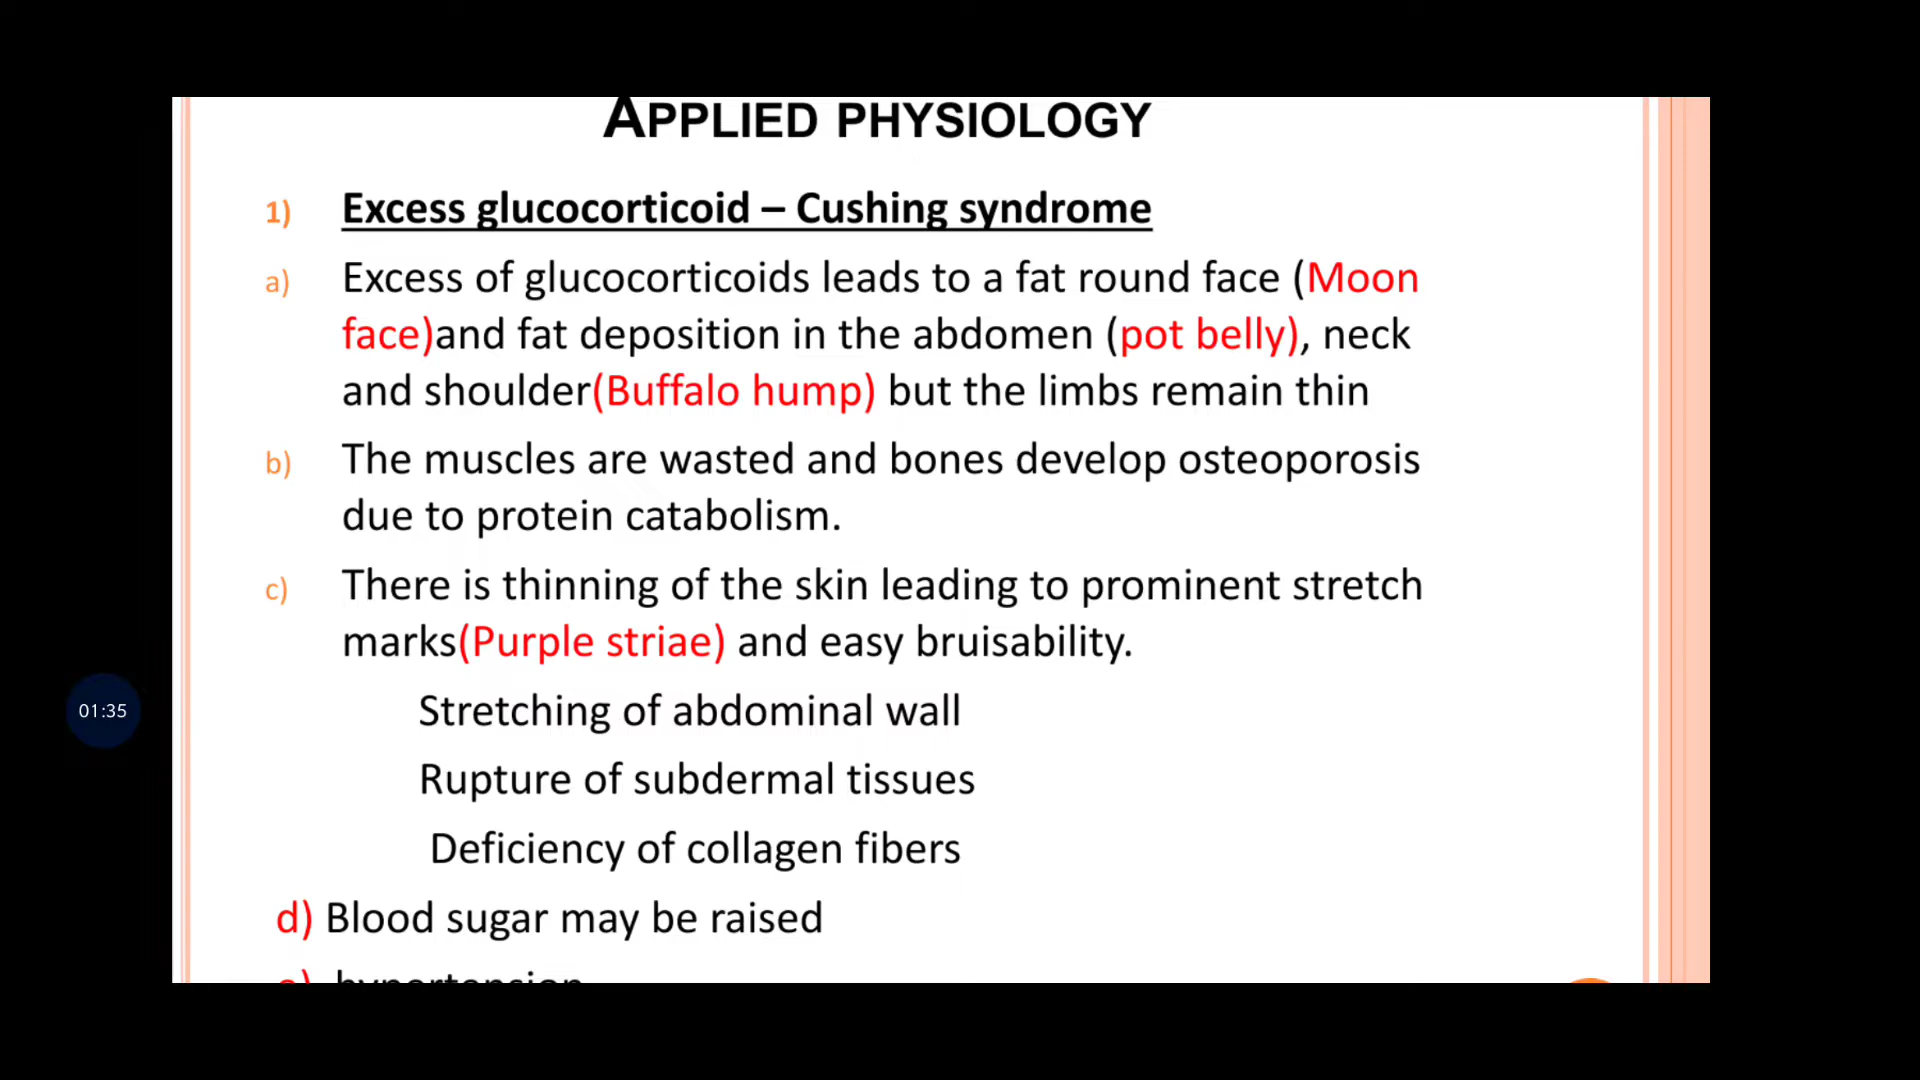 APPLIED PHYSIOLOGY
1) Excess glucocorticoid – Cushing syndrome
a) Excess of glucocorticoids leads to a fat round face (Moon
face)and fat deposition in the abdomen (pot belly), neck
and shoulder(Buffalo hump) but the limbs remain thin
b) The muscles are wasted and bones develop osteoporosis
due to protein catabolism.
c) There is thinning of the skin leading to prominent stretch
marks(Purple striae) and easy bruisability.
Stretching of abdominal wall
Rupture of subdermal tissues
Deficiency of collagen fibers
d) Blood sugar may be raised
e) hypertension
01:35